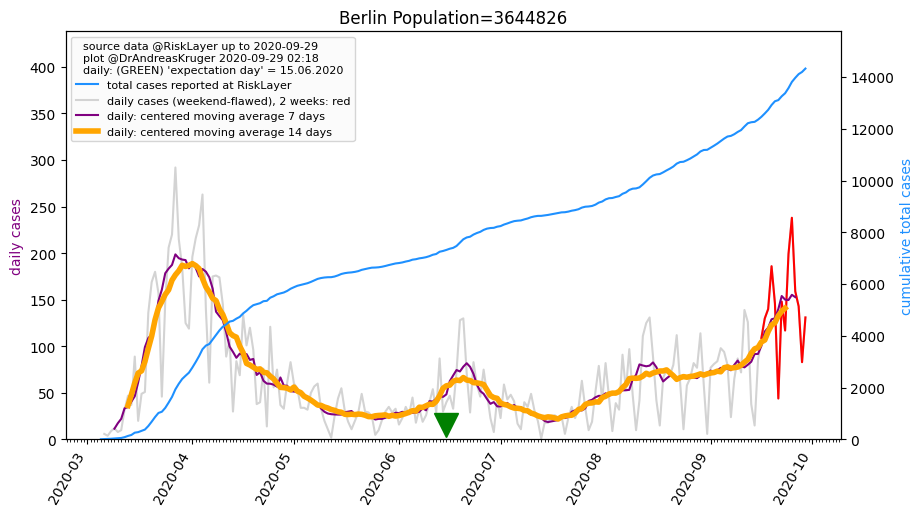 Berlin Population=3644826
source data @RiskLayer up to 2020-09-29
plot @DrAndreasKruger 2020-09-29 02:18
daily: (GREEN) 'expectation day' = 15.06.2020
total cases reported at RiskLayer
daily cases (weekend-flawed), 2 weeks: red
daily: centered moving average 7 days
daily: centered moving average 14 days
daily cases
400
350
300
250
200
150
100
50
0
cumulative total cases
14000
12000
10000
8000
6000
4000
2000
0
2020-03
2020-04
2020-05
2020-06
2020-07
2020-08
2020-09
2020-10